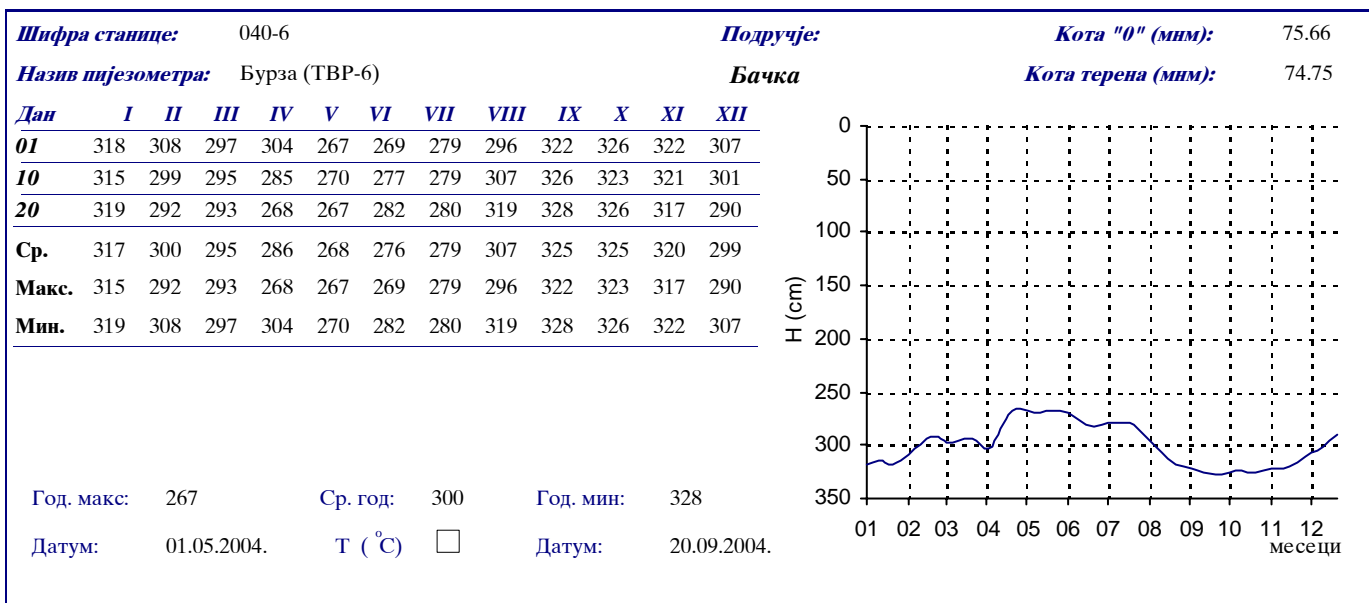 Шифра станице: 040-6 Подручје: Кота "0" (мнм): 75.66
Назив пијезометра: Бурза (ТВР-6) Бачка Кота терена (мнм): 74.75
Дан I II III IV V VI VII VIII IX X XI XII
01 318 308 297 304 267 269 279 296 322 326 322 307
10 315 299 295 285 270 277 279 307 326 323 321 301
20 319 292 293 268 267 282 280 319 328 326 317 290
Ср. 317 300 295 286 268 276 279 307 325 325 320 299
Макс. 315 292 293 268 267 269 279 296 322 323 317 290
Мин. 319 308 297 304 270 282 280 319 328 326 322 307
Год. макс: 267 Ср. год: 300 Год. мин: 328
Датум: 01.05.2004. Т ( °C) Датум: 20.09.2004.
H (cm)
0
50
100
150
200
250
300
350
01 02 03 04 05 06 07 08 09 10 11 12
месеци